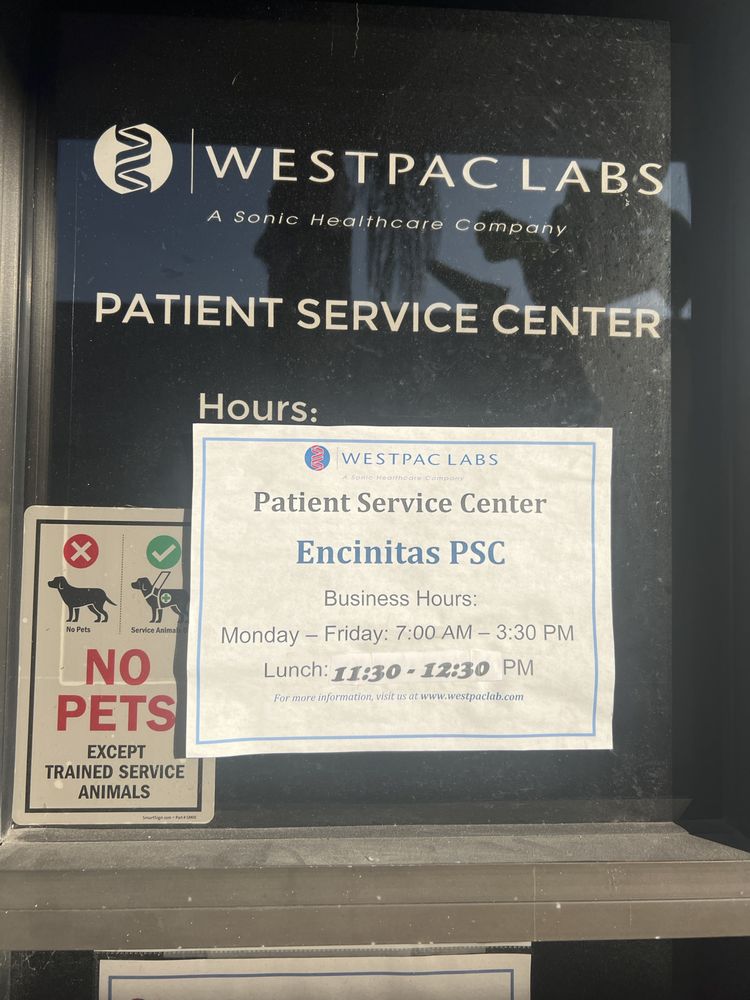 WESTPAC LABS
A Sonic Healthcare Company
PATIENT SERVICE CENTER
Hours:
WESTPAC LABS
A Sonic Healthcare Company
Patient Service Center
Encinitas PSC
Business Hours:
Monday – Friday: 7:00 AM – 3:30 PM
Lunch: 11:30 - 12:30 PM
For more information, visit us at www.westpaclab.com
No Pets
Service Animals
NO
PETS
EXCEPT
TRAINED SERVICE
ANIMALS